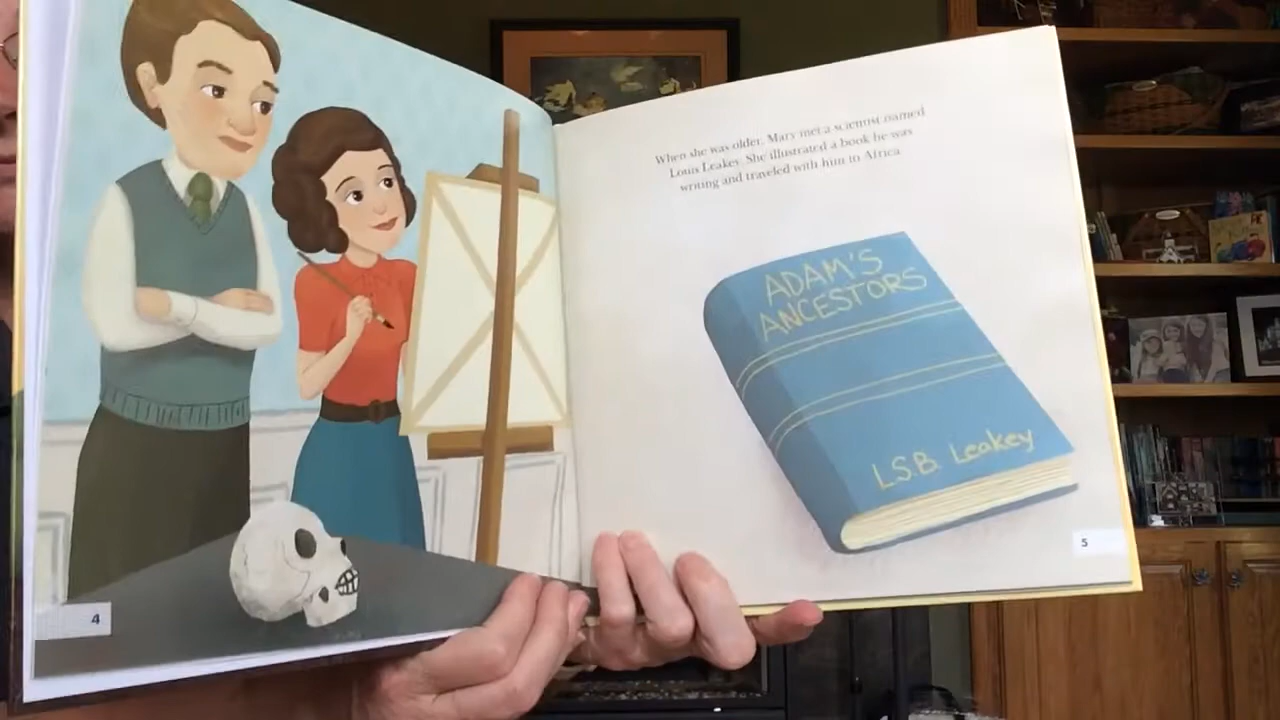 When she was older, Mary met a scientist named
Louis Leakey. She illustrated a book he was
writing and traveled with him to Africa.
ADAM'S
ANCESTORS
L.S.B. Leakey
4
5